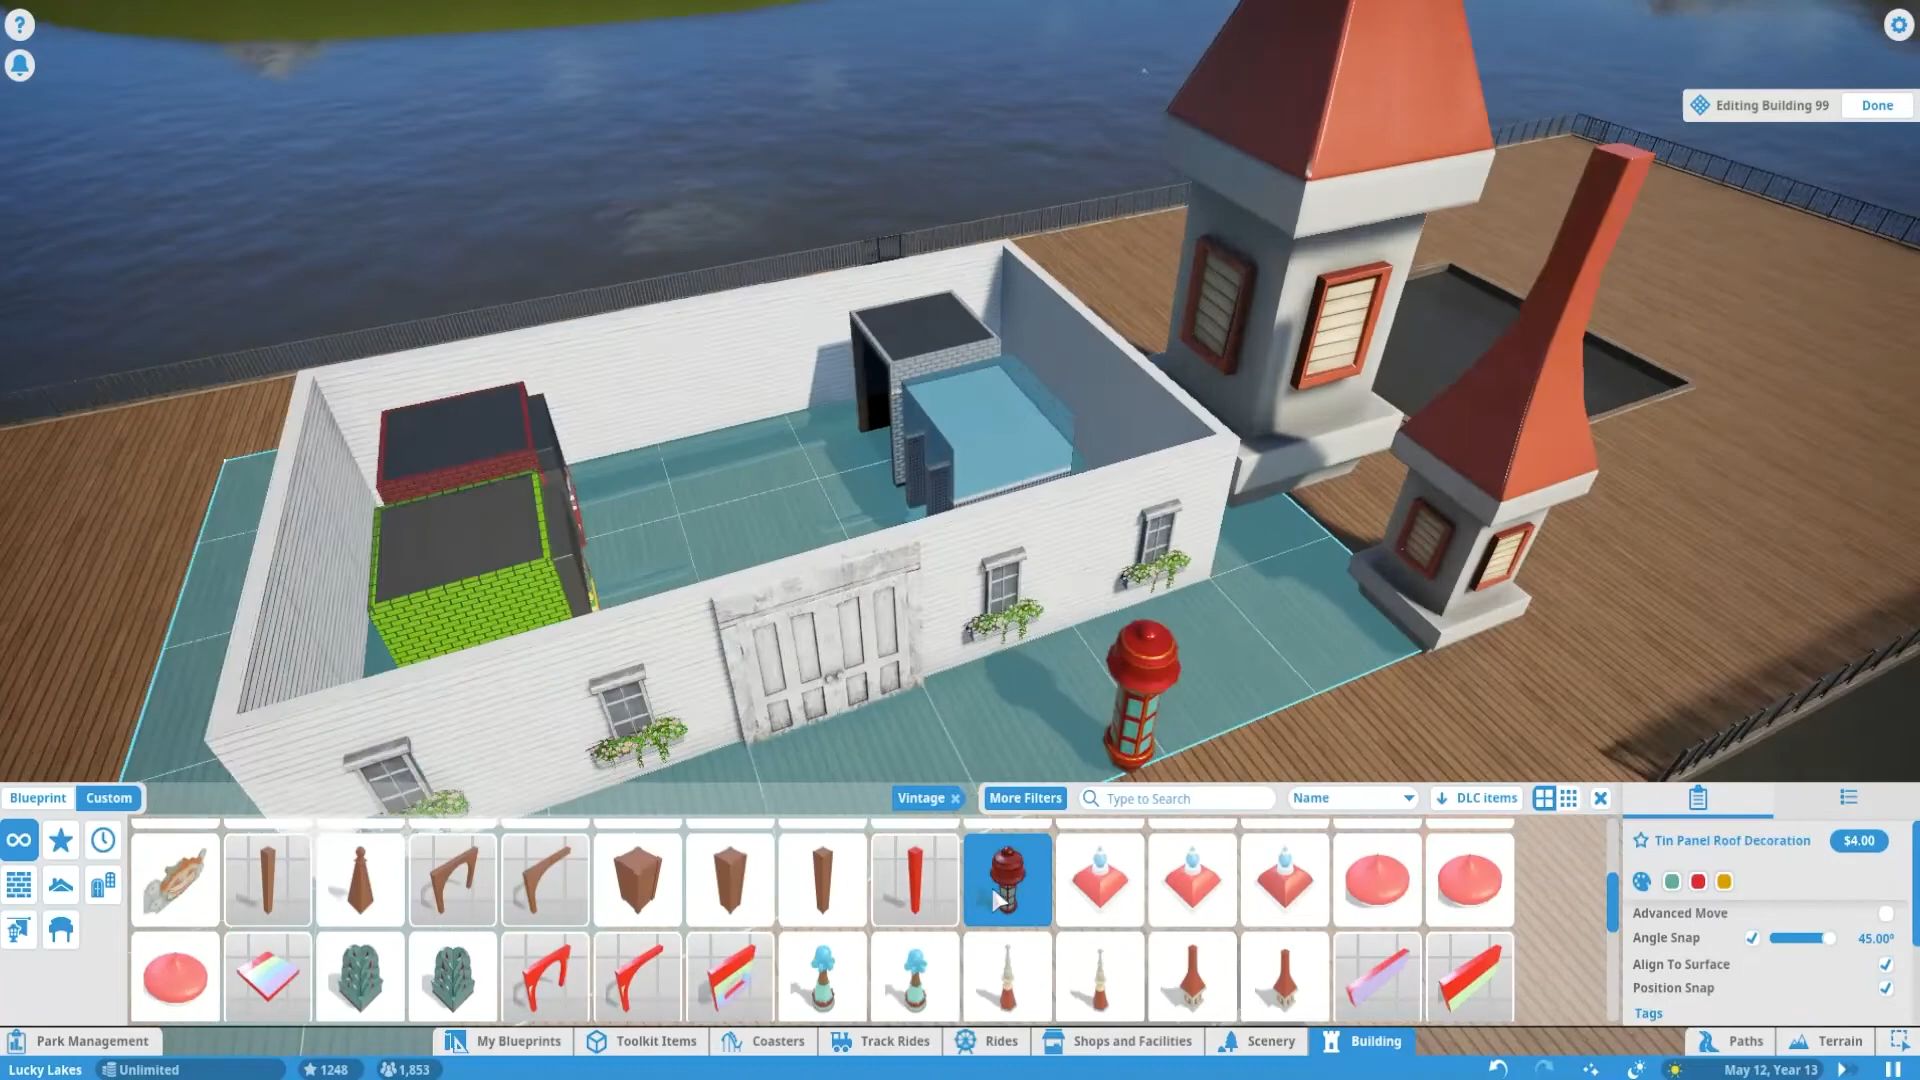 ?
Editing Building 99
Done
Blueprint
Custom
Vintage ×
More Filters
Type to Search
Name
DLC items
Tin Panel Roof Decoration
$4.00
Advanced Move
Angle Snap
45.00°
Align To Surface
Position Snap
Tags
Park Management
My Blueprints
Toolkit Items
Coasters
Track Rides
Rides
Shops and Facilities
Scenery
Building
Paths
Terrain
Lucky Lakes
Unlimited
1248
1,853
May 12, Year 13